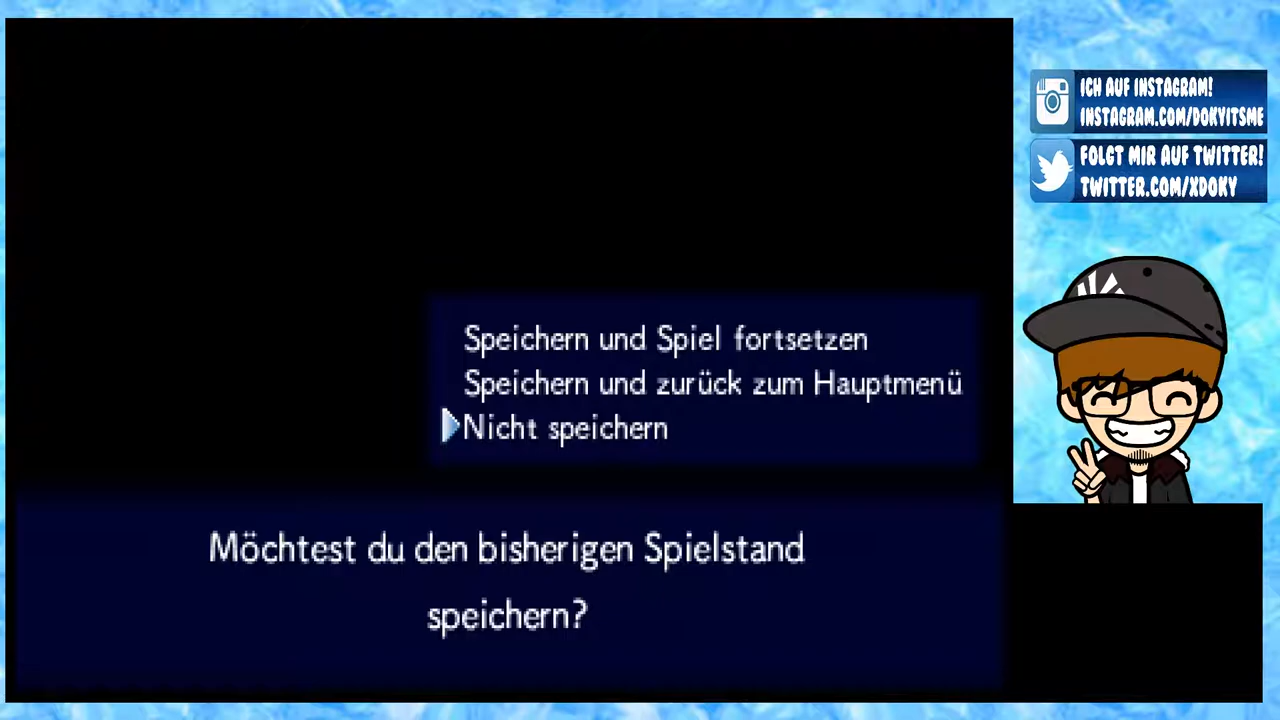 ICH AUF INSTAGRAM!
INSTAGRAM.COM/DOKYITSME
FOLGT MIR AUF TWITTER!
TWITTER.COM/XDOKY
Speichern und Spiel fortsetzen
Speichern und zurück zum Hauptmenü
Nicht speichern
Möchtest du den bisherigen Spielstand
speichern?